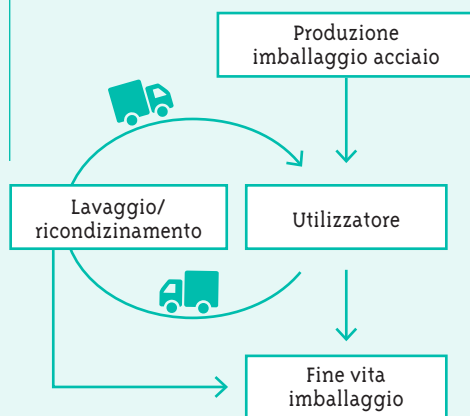 Produzione
imballaggio acciaio
Lavaggio/
ricondizinamento
Utilizzatore
Fine vita
imballaggio